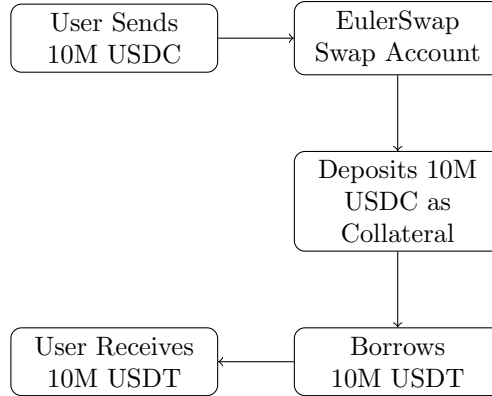 User Sends
10M USDC
EulerSwap
Swap Account
Deposits 10M
USDC as
Collateral
Borrows
10M USDT
User Receives
10M USDT